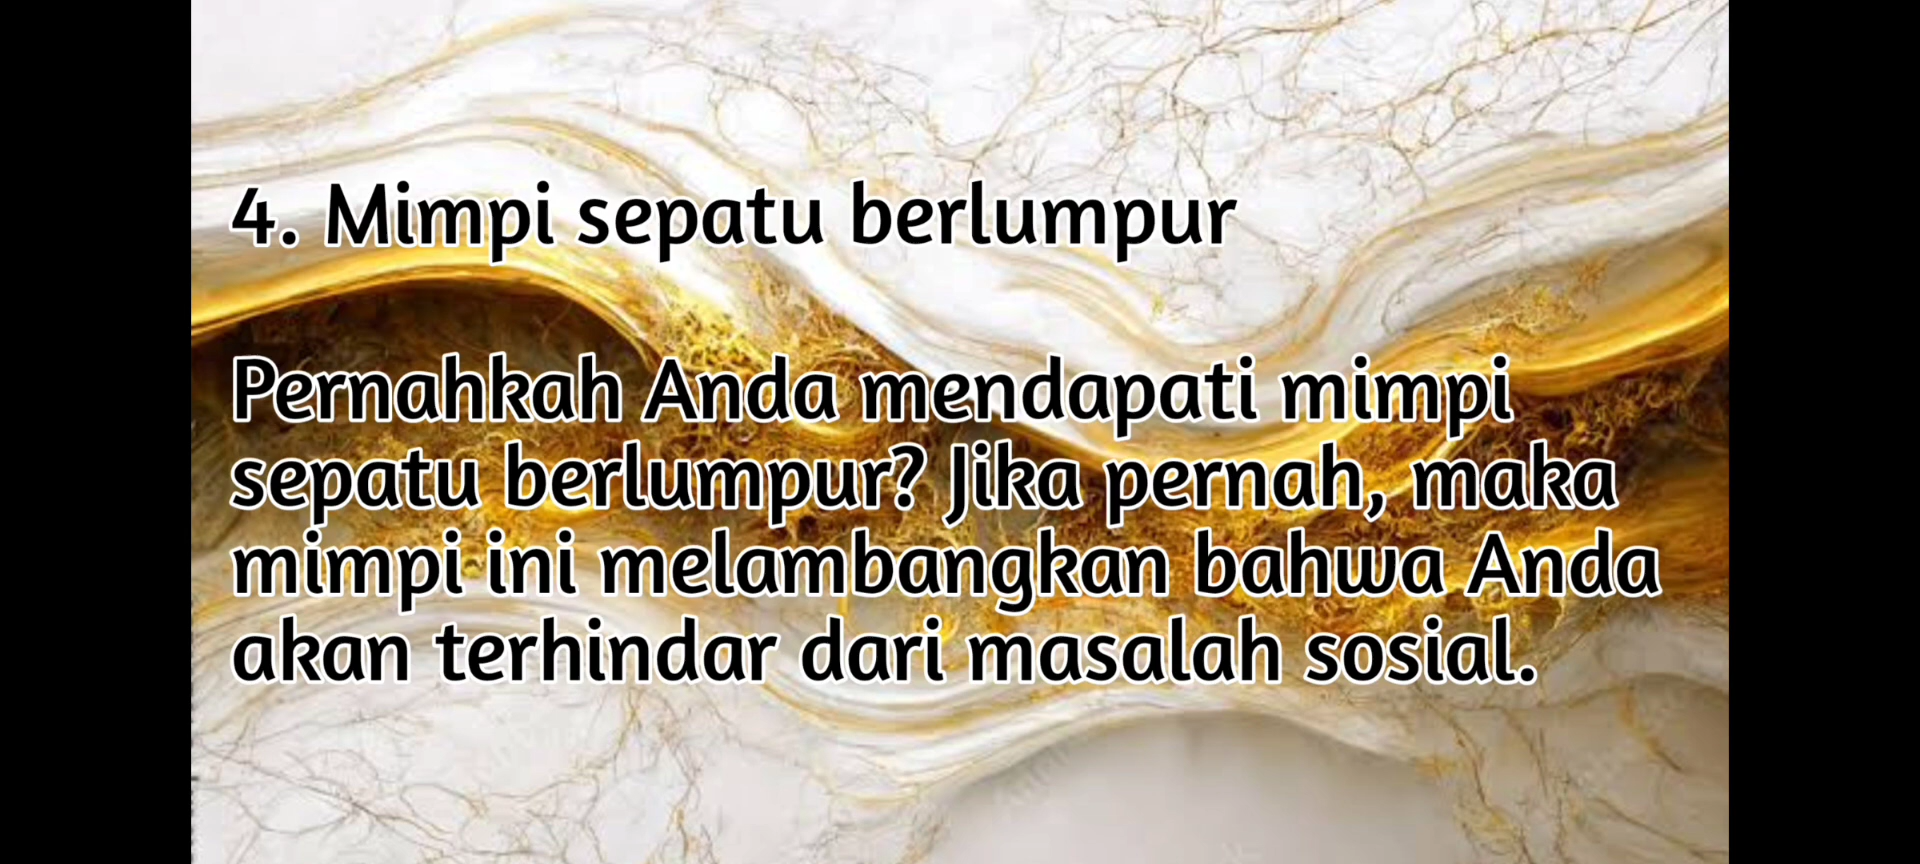 4. Mimpi sepatu berlumpur
Pernahkah Anda mendapati mimpi
sepatu berlumpur? Jika pernah, maka
mimpi ini melambangkan bahwa Anda
akan terhindar dari masalah sosial.